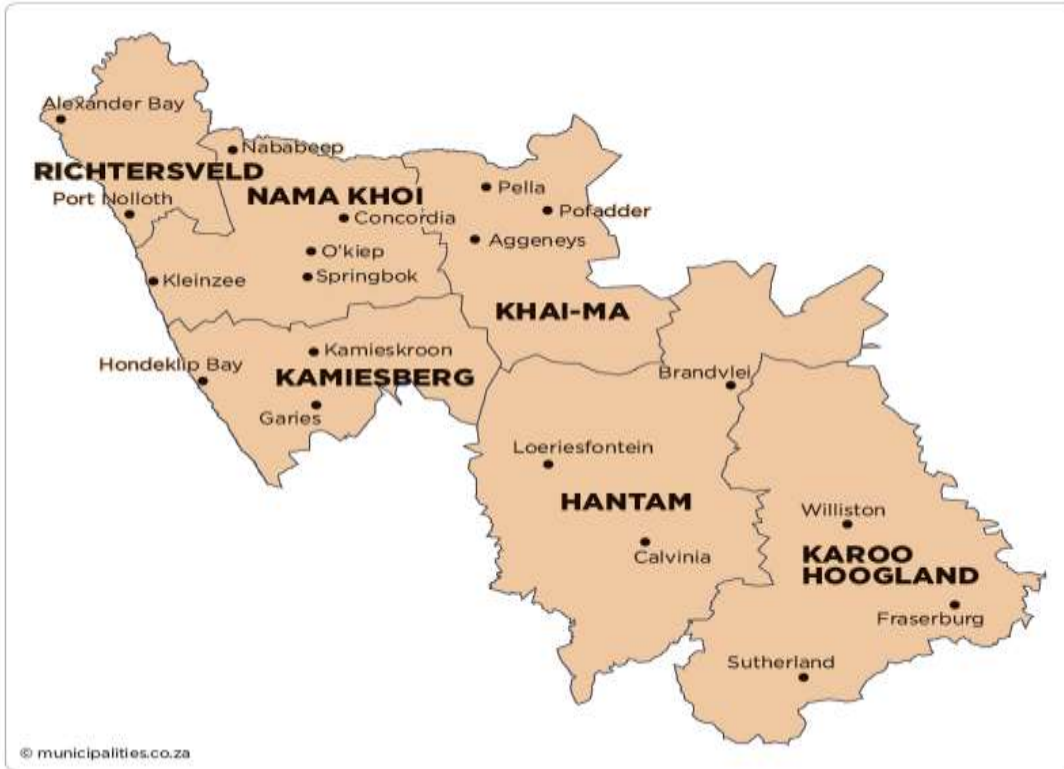 Alexander Bay
Nababeep
RICHTERSVELD
Pella
NAMA KHOI
Port Nolloth
Pofadder
Concordia
Aggeneys
O'kiep
Springbok
Kleinzee
KHAI-MA
Kamieskroon
Hondeklip Bay
Brandvlei
KAMIESBERG
Garies
Loeriesfontein
HANTAM
Williston
Calvinia
KAROO
HOOGLAND
Fraserburg
Sutherland
© municipalities.co.za